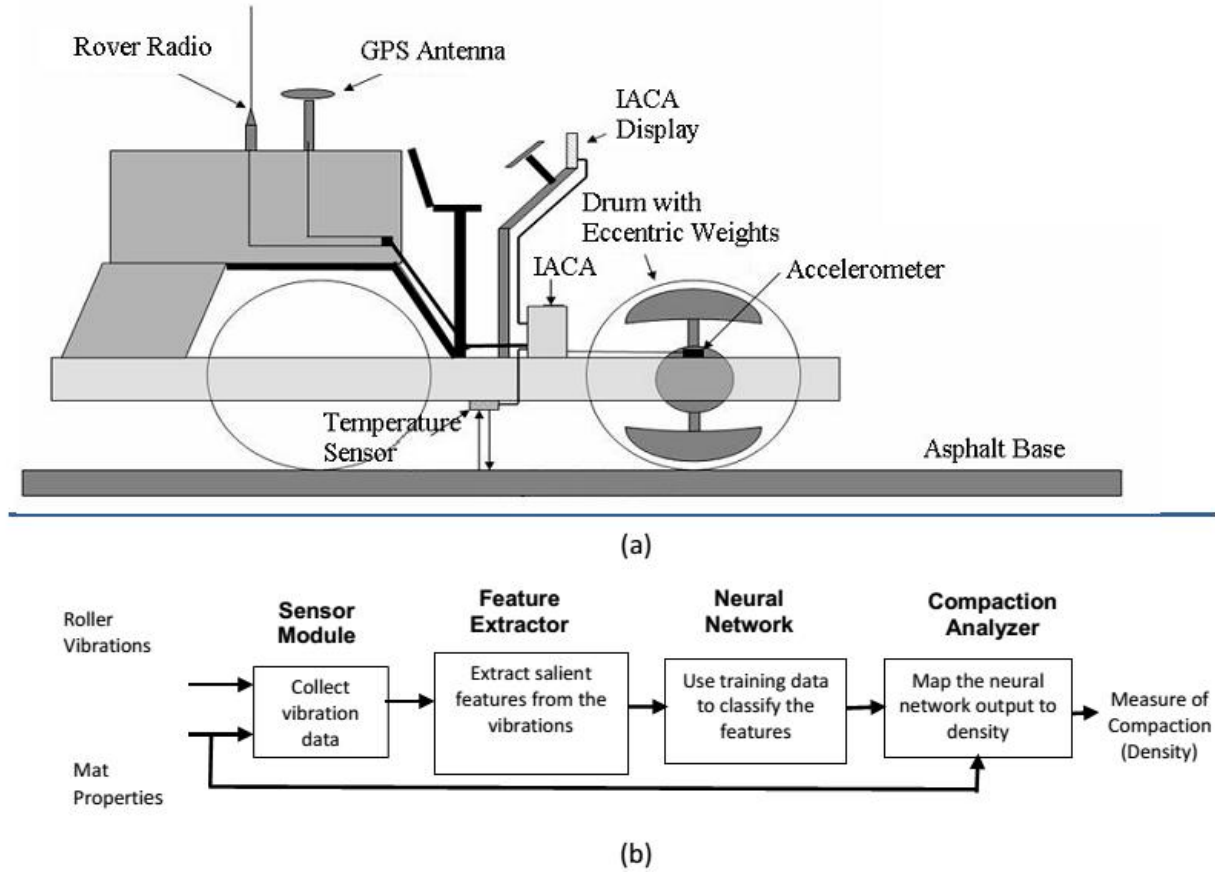 Rover Radio
GPS Antenna
IACA
Display
Drum with
Eccentric Weights
IACA
Accelerometer
Temperature
Sensor
Asphalt Base
(a)
Roller
Vibrations
Mat
Properties
Sensor
Module
Collect
vibration
data
Feature
Extractor
Extract salient
features from the
vibrations
Neural
Network
Use training data
to classify the
features
Compaction
Analyzer
Map the neural
network output to
density
Measure of
Compaction
(Density)
(b)